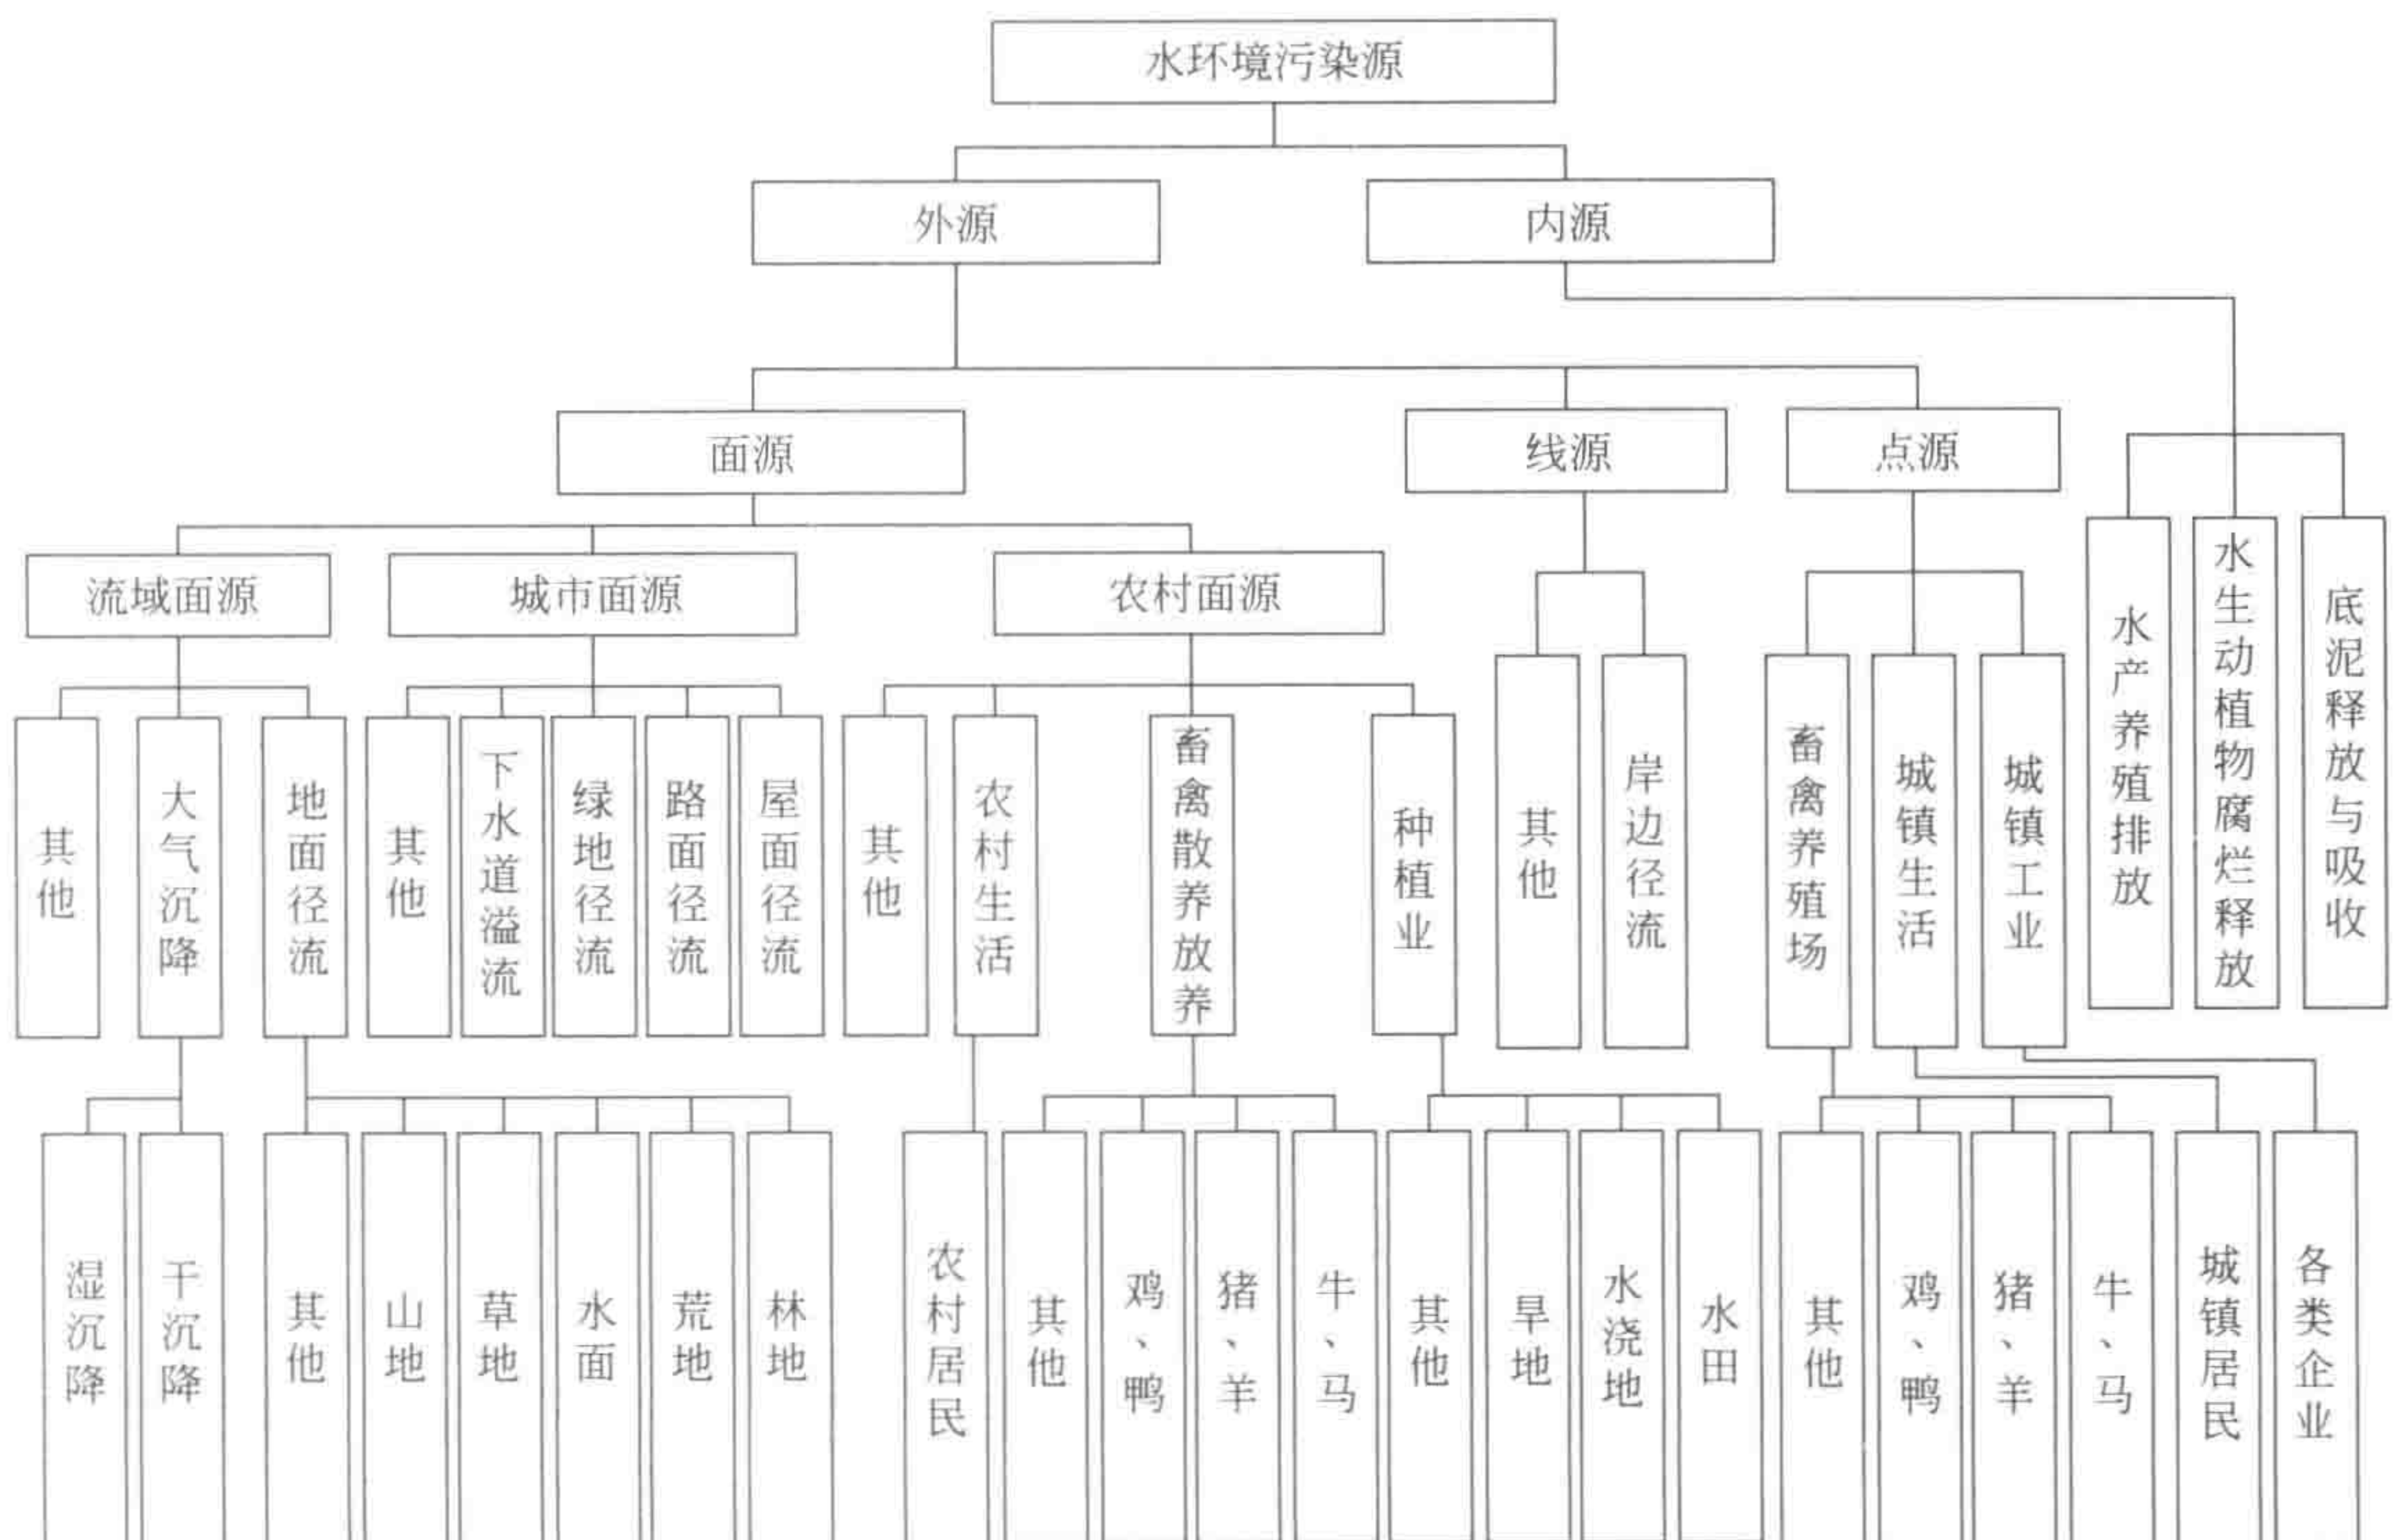 水环境污染源
外源
内源
面源
线源
点源
流域面源
城市面源
农村面源
水产养殖排放
水生动植物腐烂释放
底泥释放与吸收
其他
大气沉降
地面径流
其他
下水道溢流
绿地径流
路面径流
屋面径流
其他
农村生活
畜禽散养放养
种植业
其他
岸边径流
畜禽养殖场
城镇生活
城镇工业
湿沉降
干沉降
其他
山地
草地
水面
荒地
林地
农村居民
其他
鸡、鸭
猪、羊
牛、马
其他
旱地
水浇地
水田
其他
鸡、鸭
猪、羊
牛、马
城镇居民
各类企业